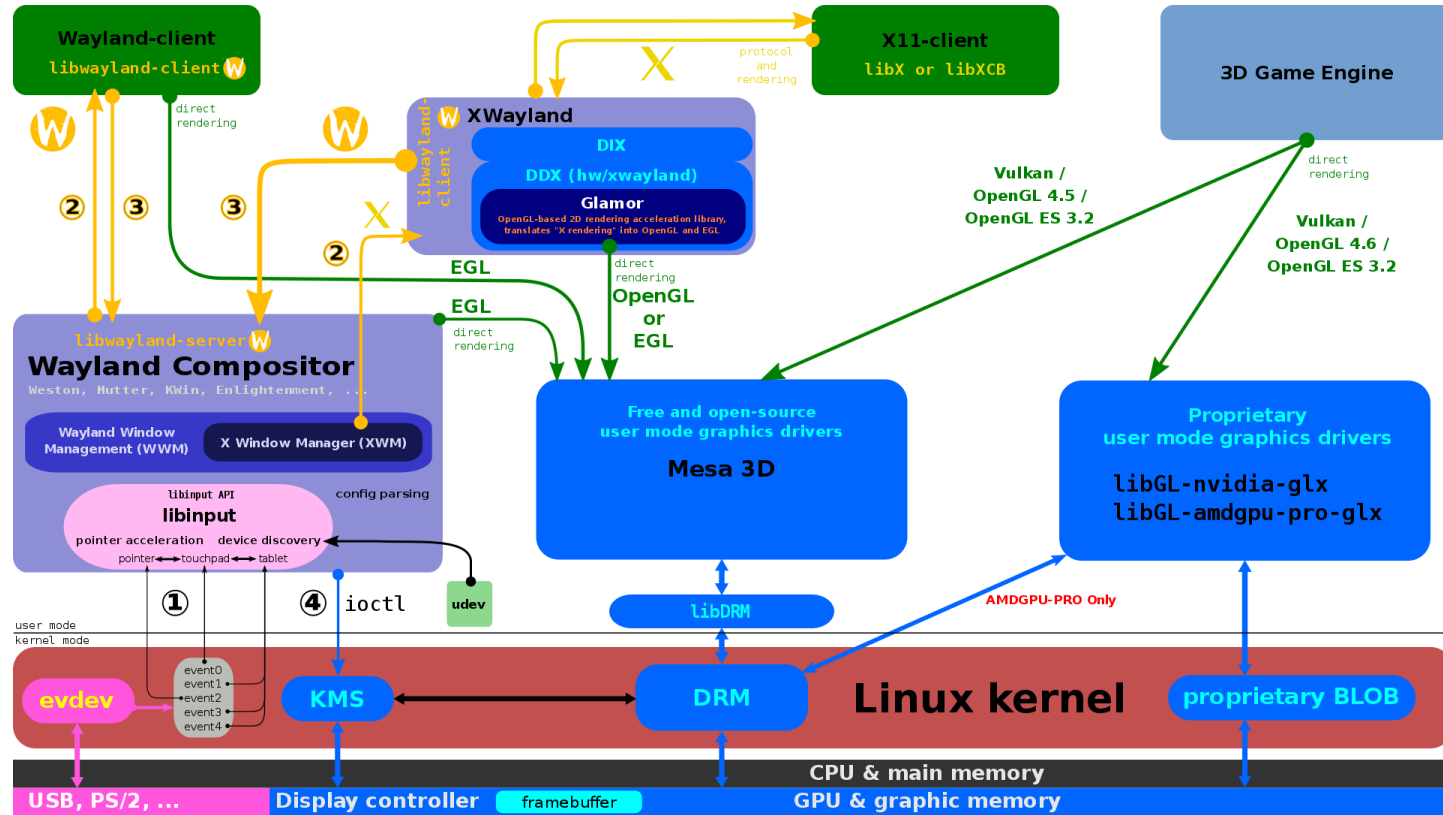 Wayland-client
libwayland-client W
direct
rendering
W
②
③
X11-client
libX or libXCB
X
protocol
and
rendering
3D Game Engine
direct
rendering
Vulkan /
OpenGL 4.5 /
OpenGL ES 3.2
Vulkan /
OpenGL 4.6 /
OpenGL ES 3.2
W
③
X
②
libwayland-
client
W XWayland
DIX
DDX (hw/xwayland)
Glamor
OpenGL-based 2D rendering acceleration library,
translates "X rendering" into OpenGL and EGL
direct
rendering
OpenGL
or
EGL
EGL
EGL
direct
rendering
libwayland-server W
Wayland Compositor
Weston, Mutter, KWin, Enlightenment, ...
Wayland Window
Management (WWM)
X Window Manager (XWM)
config parsing
libinput API
libinput
pointer acceleration device discovery
pointer touchpad tablet
①
④ ioctl
udev
Free and open-source
user mode graphics drivers
Mesa 3D
libDRM
Proprietary
user mode graphics drivers
libGL-nvidia-glx
libGL-amdgpu-pro-glx
AMDGPU-PRO Only
user mode
kernel mode
evdev
event0
event1
event2
event3
event4
KMS
DRM
Linux kernel
proprietary BLOB
CPU & main memory
USB, PS/2, ...
Display controller
framebuffer
GPU & graphic memory